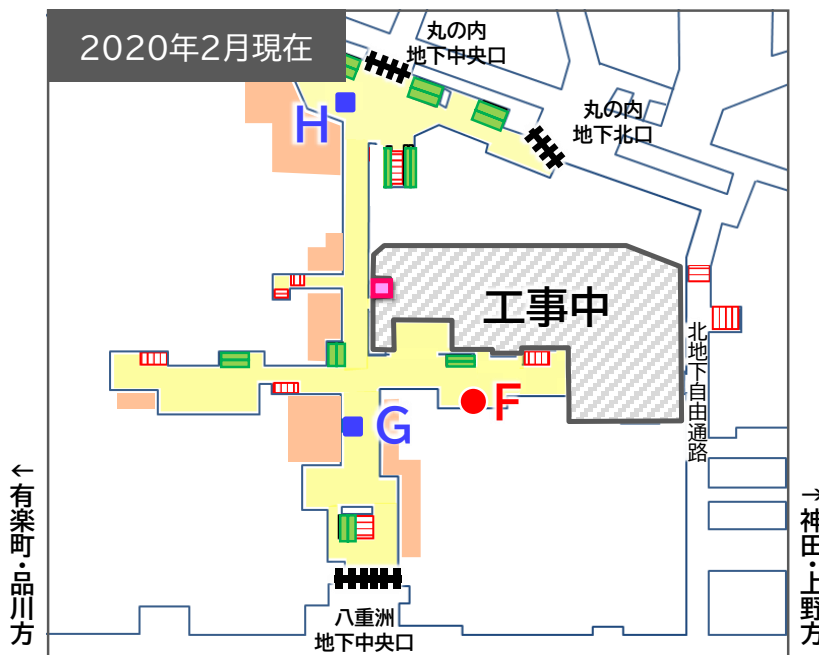 2020年2月現在
丸の内
地下中央口
丸の内
地下北口
H
工事中
北地下自由通路
F
G
←有楽町・品川方
→神田・上野方
八重洲
地下中央口